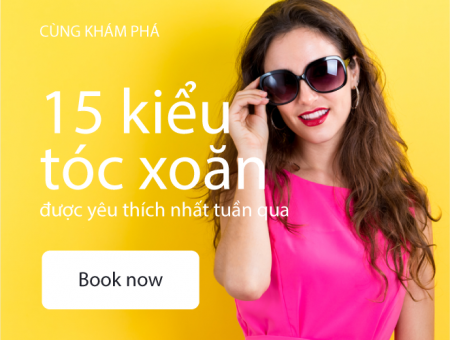 CÙNG KHÁM PHÁ
15 kiểu
tóc xoăn
được yêu thích nhất tuần qua
Book now